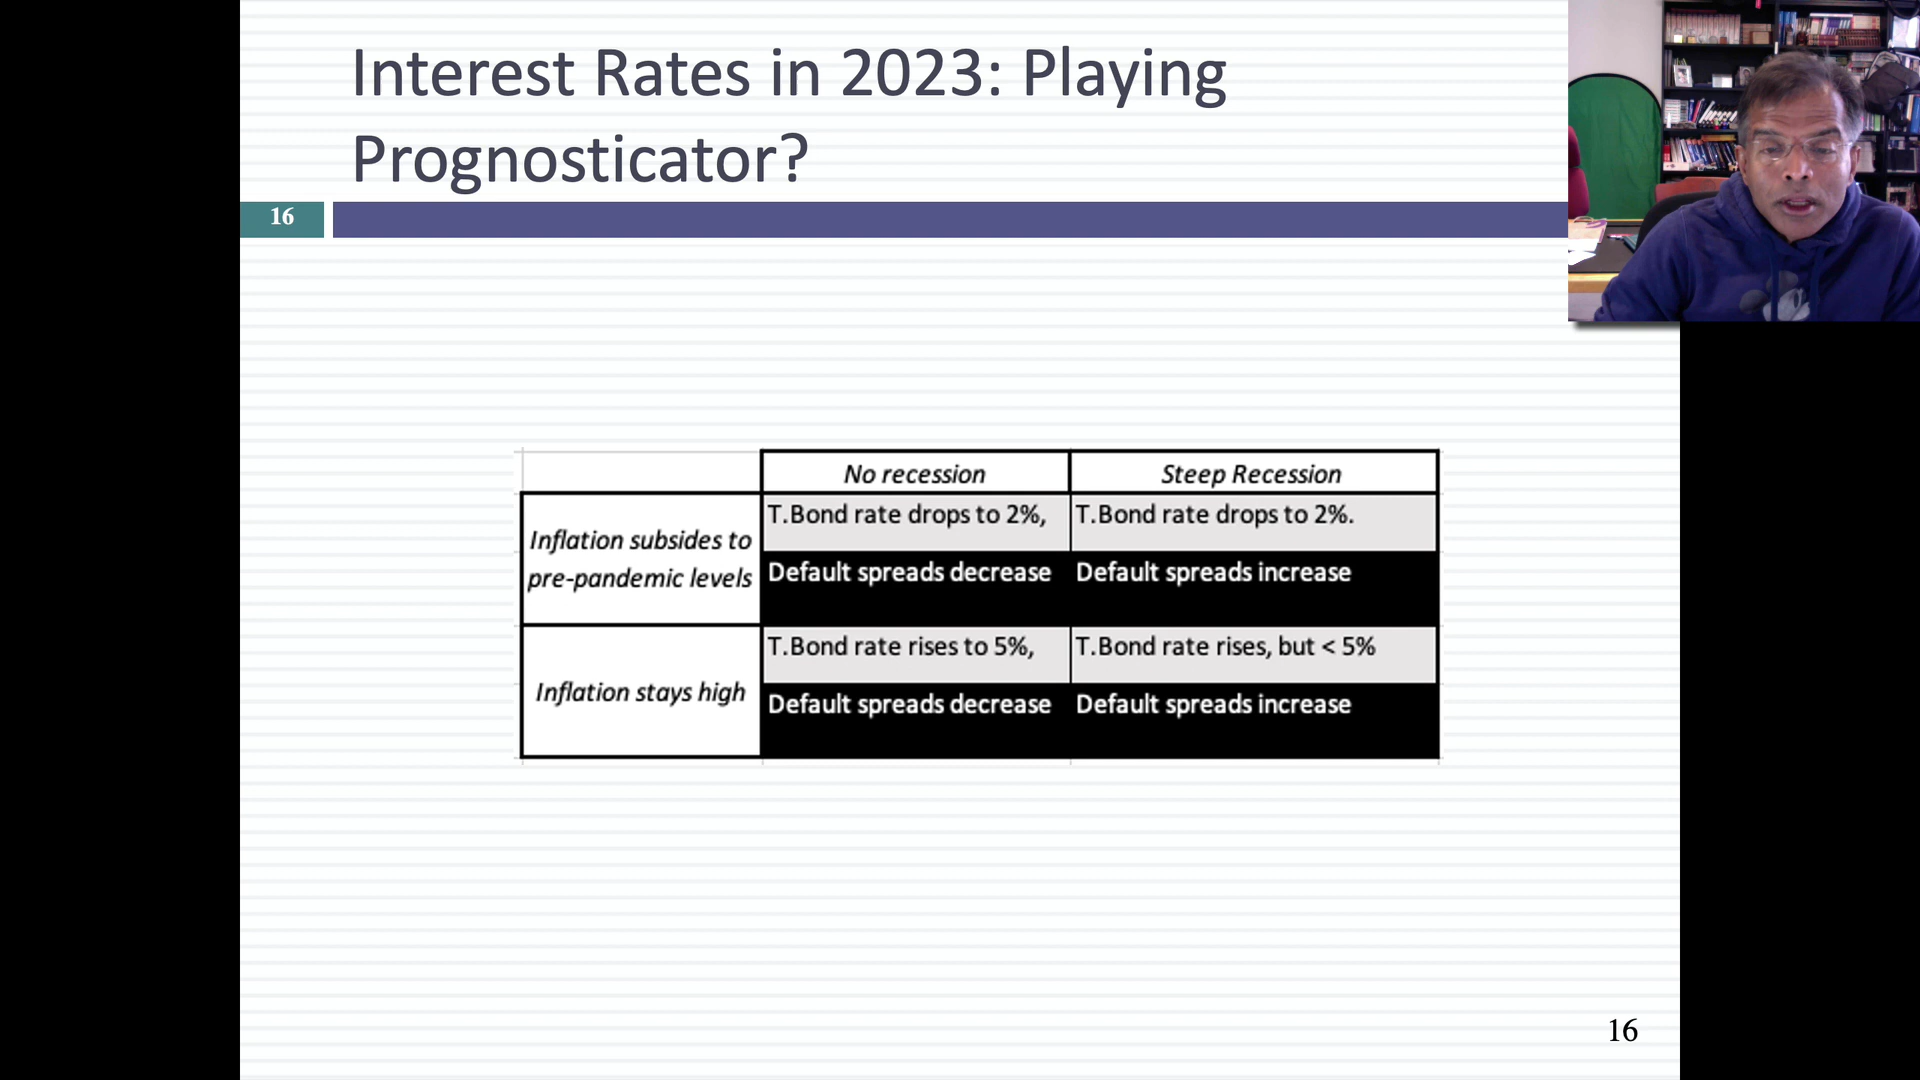 Interest Rates in 2023: Playing
Prognosticator?
16
No recession
Steep Recession
Inflation subsides to
pre-pandemic levels
T.Bond rate drops to 2%,
T.Bond rate drops to 2%.
Default spreads decrease
Default spreads increase
Inflation stays high
T.Bond rate rises to 5%,
T.Bond rate rises, but < 5%
Default spreads decrease
Default spreads increase
16